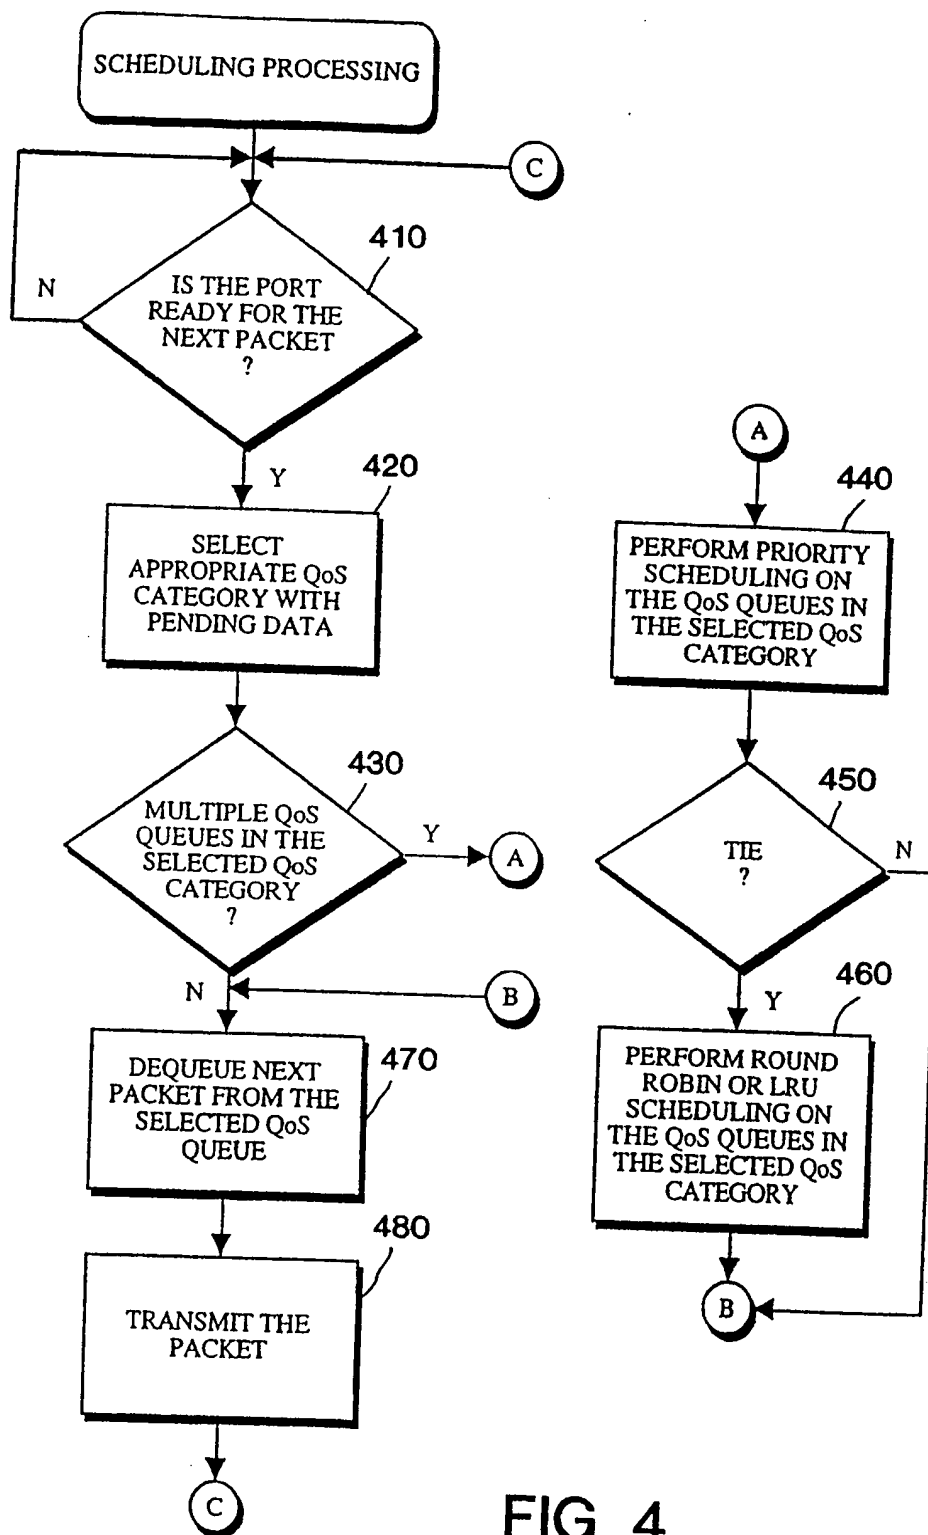 SCHEDULING PROCESSING
C
410
IS THE PORT
READY FOR THE
NEXT PACKET
?
N
Y
420
SELECT
APPROPRIATE QoS
CATEGORY WITH
PENDING DATA
430
MULTIPLE QoS
QUEUES IN THE
SELECTED QoS
CATEGORY
?
Y
A
N
B
470
DEQUEUE NEXT
PACKET FROM THE
SELECTED QoS
QUEUE
480
TRANSMIT THE
PACKET
C
A
440
PERFORM PRIORITY
SCHEDULING ON
THE QoS QUEUES IN
THE SELECTED QoS
CATEGORY
450
TIE
?
N
Y
460
PERFORM ROUND
ROBIN OR LRU
SCHEDULING ON
THE QoS QUEUES IN
THE SELECTED QoS
CATEGORY
B
FIG. 4